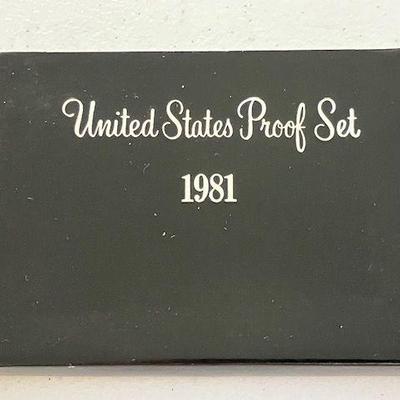 United States Proof Set
1981